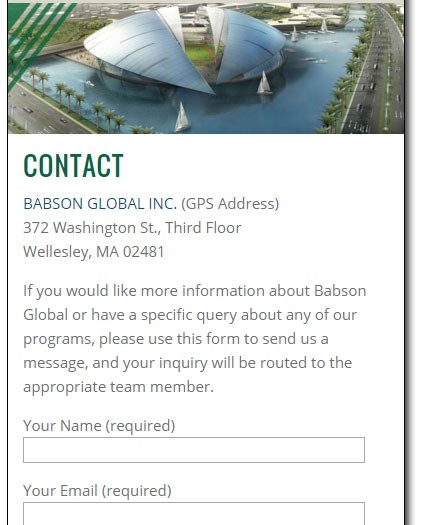 CONTACT
BABSON GLOBAL INC. (GPS Address)
372 Washington St., Third Floor
Wellesley, MA 02481
If you would like more information about Babson
Global or have a specific query about any of our
programs, please use this form to send us a
message, and your inquiry will be routed to the
appropriate team member.
Your Name (required)
Your Email (required)